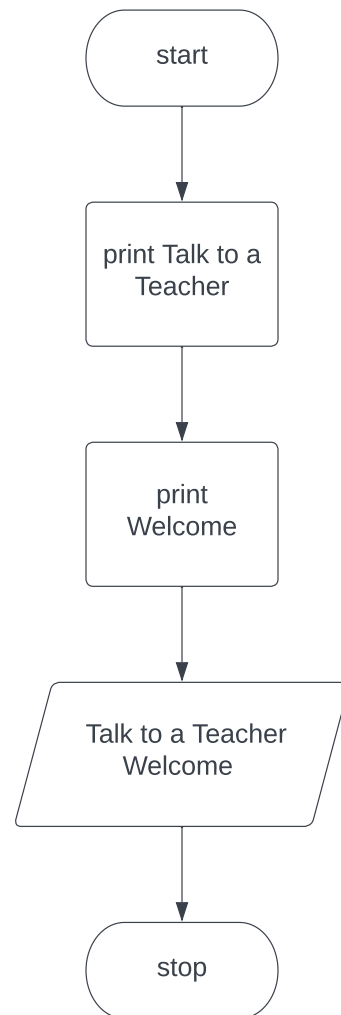 start
print Talk to a
Teacher
print
Welcome
Talk to a Teacher
Welcome
stop